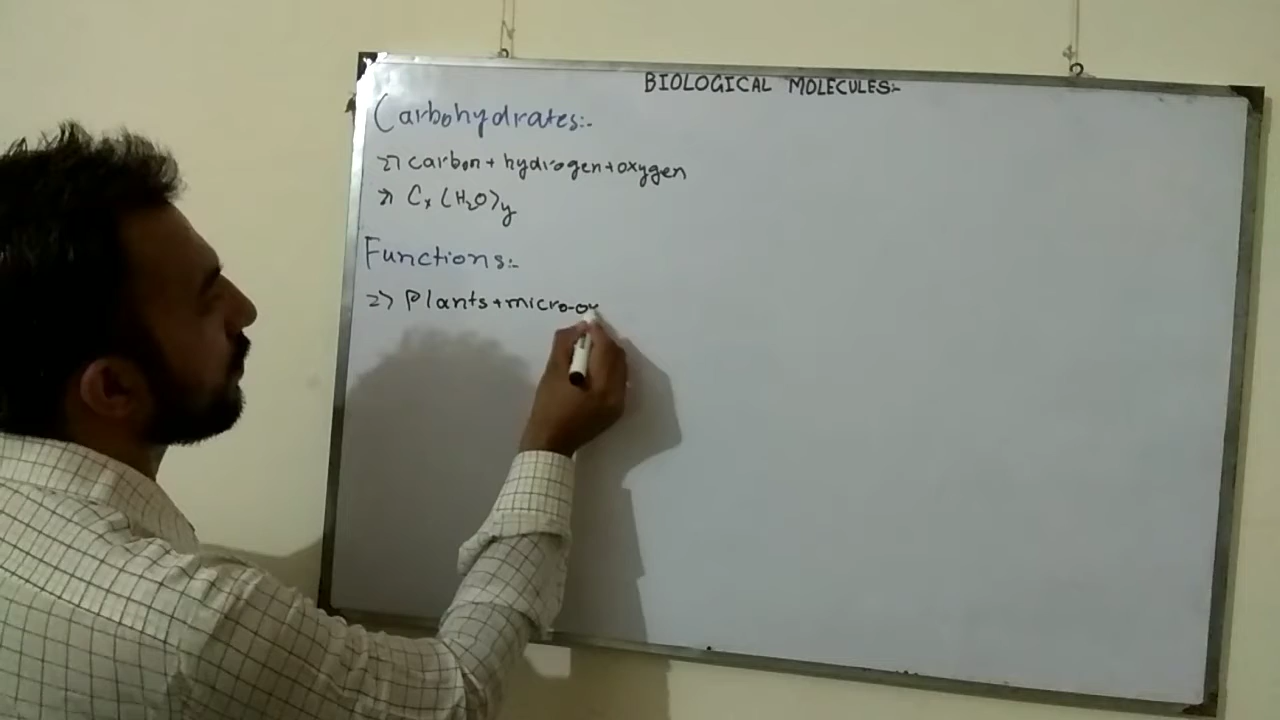 BIOLOGICAL MOLECULES:-
Carbohydrates:-
=> carbon + hydrogen + oxygen
=> Cx (H2O)y
Functions:-
=> Plants + micro-or